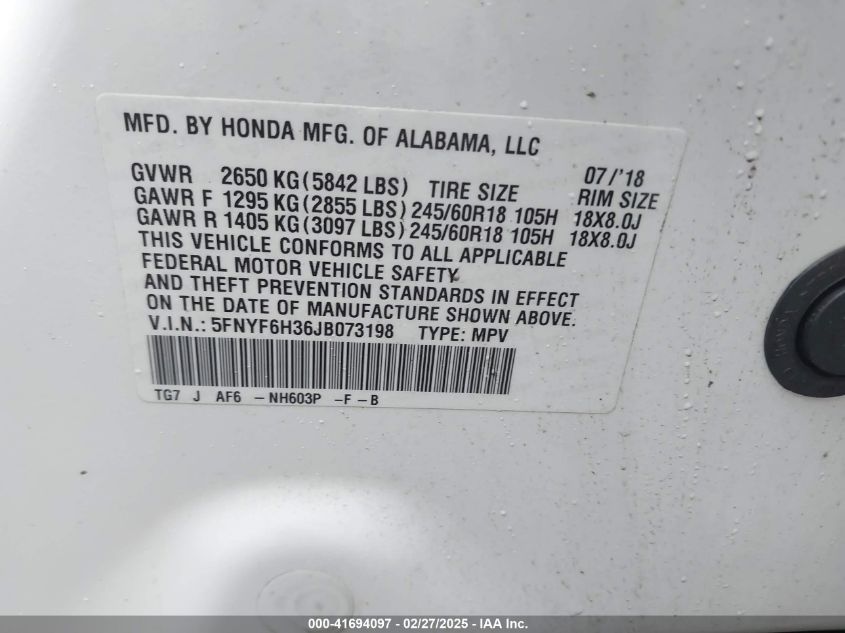 MFD. BY HONDA MFG. OF ALABAMA, LLC
07/'18
GVWR 2650 KG(5842 LBS) TIRE SIZE RIM SIZE
GAWR F 1295 KG(2855 LBS) 245/60R18 105H 18X8.0J
GAWR R 1405 KG(3097 LBS) 245/60R18 105H 18X8.0J
THIS VEHICLE CONFORMS TO ALL APPLICABLE
FEDERAL MOTOR VEHICLE SAFETY
AND THEFT PREVENTION STANDARDS IN EFFECT
ON THE DATE OF MANUFACTURE SHOWN ABOVE.
V.I.N.: 5FNYF6H36JB073198 TYPE: MPV
TG7 J AF6 -NH603P -F-B
000-41694097 - 02/27/2025 - IAA Inc.